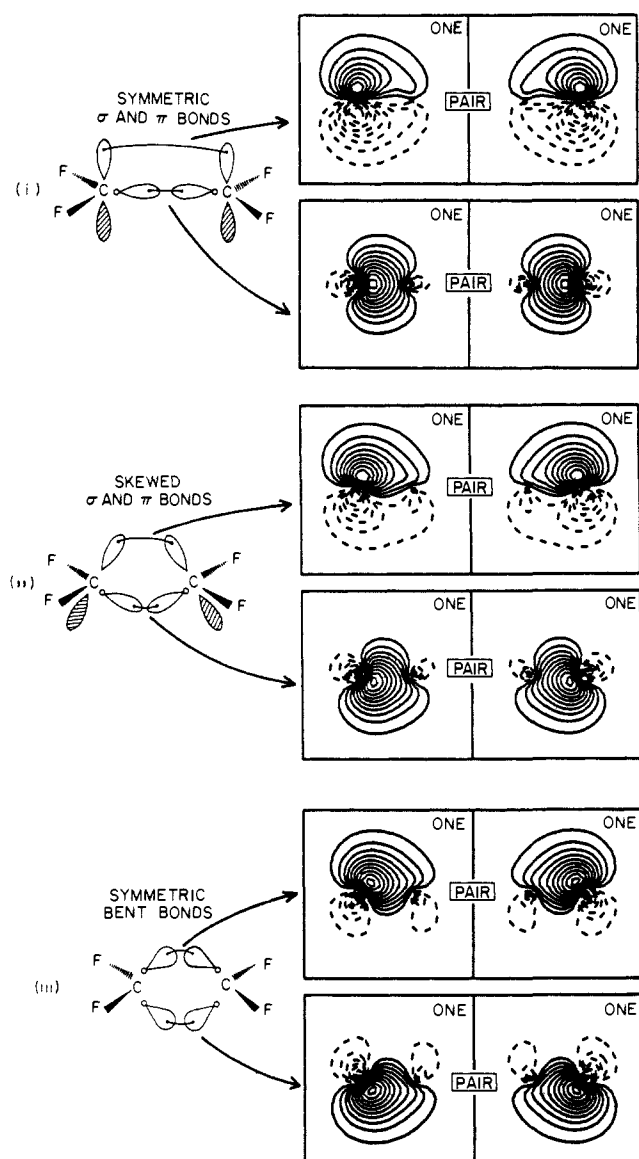 ONE ONE
PAIR
SYMMETRIC
σ AND π BONDS
F F
(i) C C
F F
ONE ONE
PAIR
ONE ONE
PAIR
SKEWED
σ AND π BONDS
F F
(ii) C C
F F
ONE ONE
PAIR
ONE ONE
PAIR
SYMMETRIC
BENT BONDS
F F
(iii) C C
F F
ONE ONE
PAIR